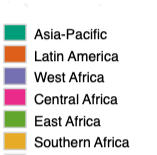 Asia-Pacific
Latin America
West Africa
Central Africa
East Africa
Southern Africa